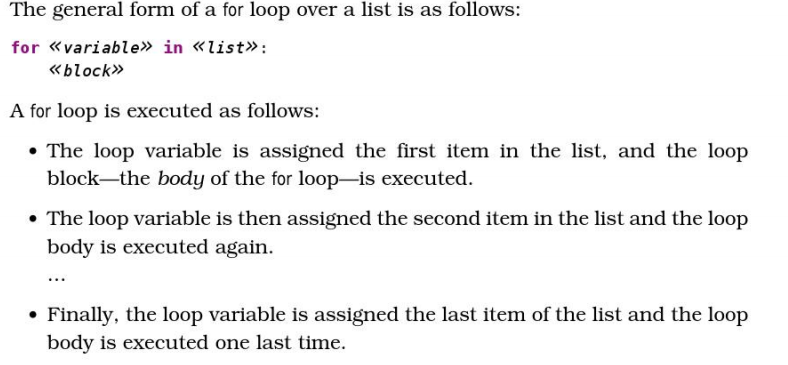 The general form of a for loop over a list is as follows:
for «variable» in «list»:
«block»
A for loop is executed as follows:
• The loop variable is assigned the first item in the list, and the loop
block—the body of the for loop—is executed.
• The loop variable is then assigned the second item in the list and the loop
body is executed again.
…
• Finally, the loop variable is assigned the last item of the list and the loop
body is executed one last time.